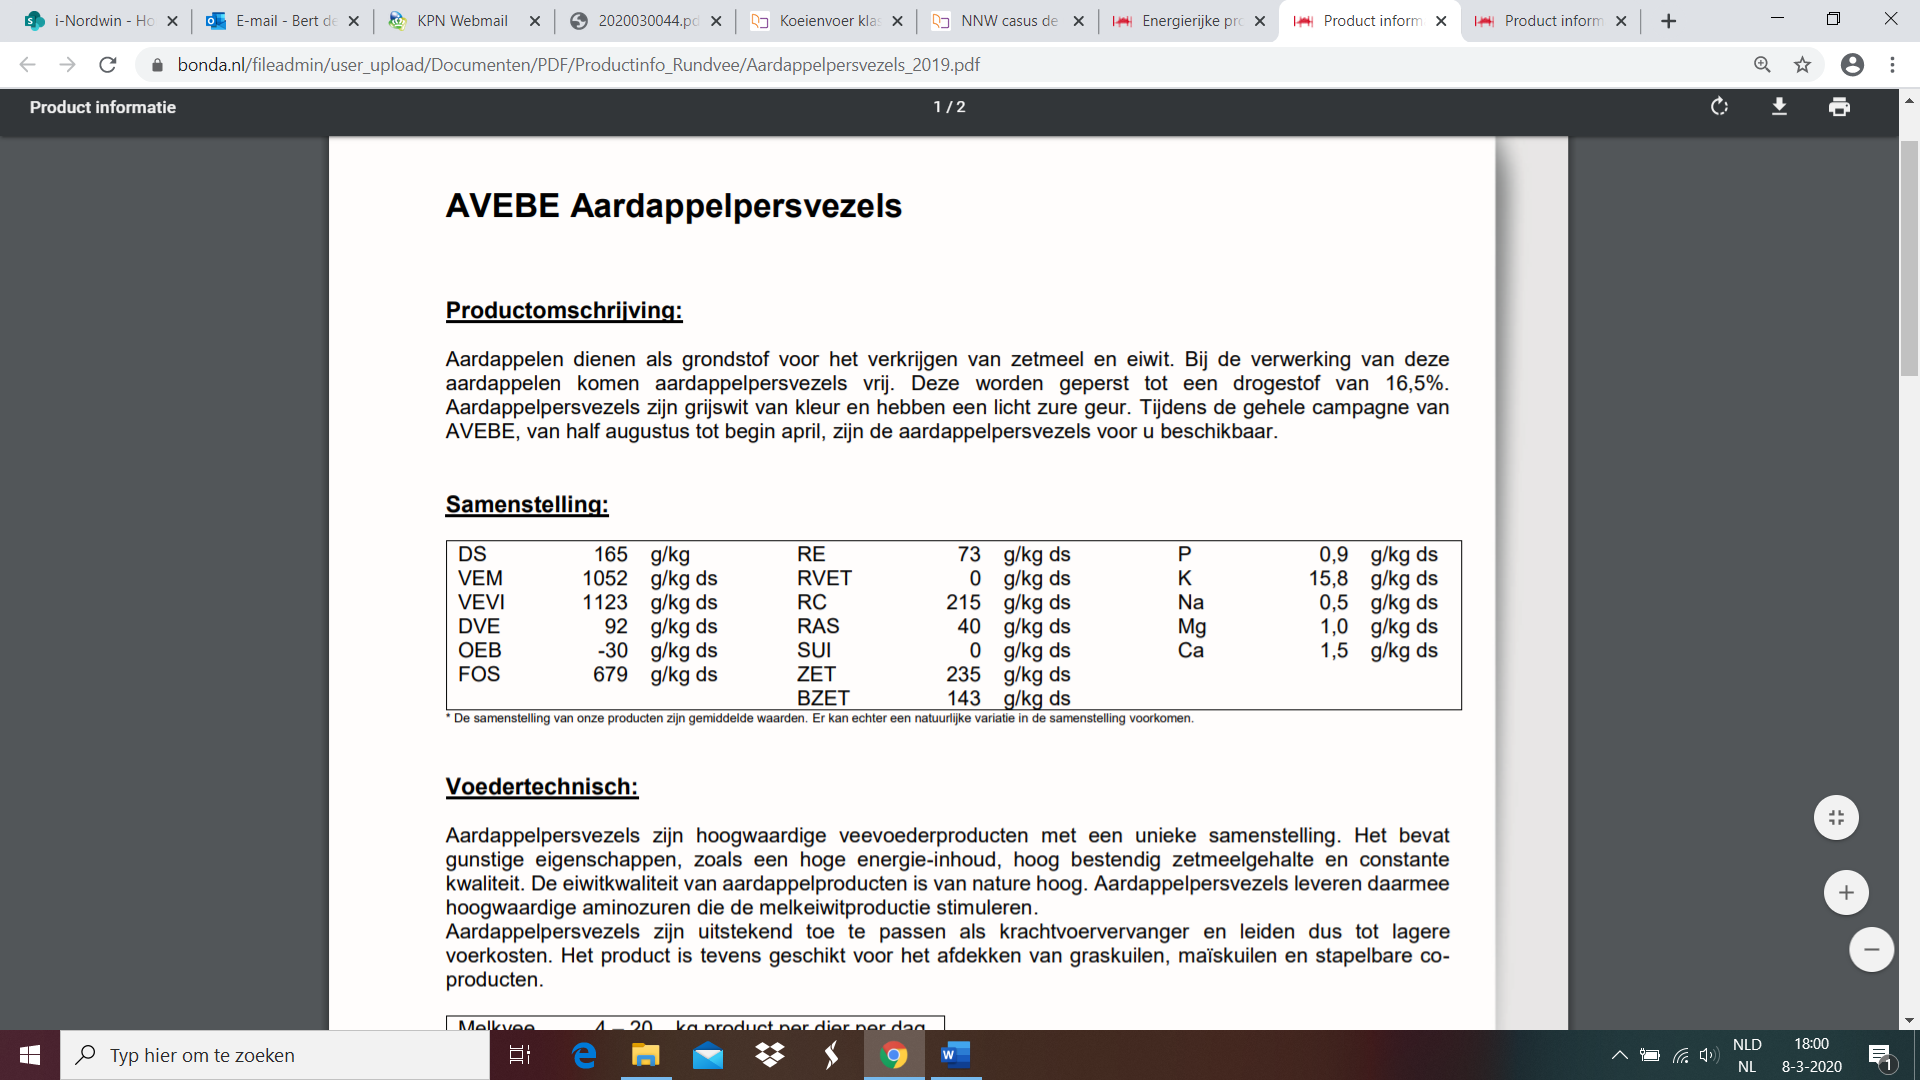 i-Nordwin - Ho
E-mail - Bert de
KPN Webmail
2020030044.pd
Koeienvoer klas
NNW casus de
Energierijke pro
Product inform
Product inform
bonda.nl/fileadmin/user_upload/Documenten/PDF/Productinfo_Rundvee/Aardappelpersvezels_2019.pdf
Product informatie
1 / 2
AVEBE Aardappelpersvezels
Productomschrijving:
Aardappelen dienen als grondstof voor het verkrijgen van zetmeel en eiwit. Bij de verwerking van deze
aardappelen komen aardappelpersvezels vrij. Deze worden geperst tot een drogestof van 16,5%.
Aardappelpersvezels zijn grijswit van kleur en hebben een licht zure geur. Tijdens de gehele campagne van
AVEBE, van half augustus tot begin april, zijn de aardappelpersvezels voor u beschikbaar.
Samenstelling:
DS 165 g/kg RE 73 g/kg ds P 0,9 g/kg ds
VEM 1052 g/kg ds RVET 0 g/kg ds K 15,8 g/kg ds
VEVI 1123 g/kg ds RC 215 g/kg ds Na 0,5 g/kg ds
DVE 92 g/kg ds RAS 40 g/kg ds Mg 1,0 g/kg ds
OEB -30 g/kg ds SUI 0 g/kg ds Ca 1,5 g/kg ds
FOS 679 g/kg ds ZET 235 g/kg ds
BZET 143 g/kg ds
* De samenstelling van onze producten zijn gemiddelde waarden. Er kan echter een natuurlijke variatie in de samenstelling voorkomen.
Voedertechnisch:
Aardappelpersvezels zijn hoogwaardige veevoederproducten met een unieke samenstelling. Het bevat
gunstige eigenschappen, zoals een hoge energie-inhoud, hoog bestendig zetmeelgehalte en constante
kwaliteit. De eiwitkwaliteit van aardappelproducten is van nature hoog. Aardappelpersvezels leveren daarmee
hoogwaardige aminozuren die de melkeiwitproductie stimuleren.
Aardappelpersvezels zijn uitstekend toe te passen als krachtvoervervanger en leiden dus tot lagere
voerkosten. Het product is tevens geschikt voor het afdekken van graskuilen, maïskuilen en stapelbare co-
producten.
Melkvee 4 – 20 kg product per dier per dag
Typ hier om te zoeken
NLD
NL
18:00
8-3-2020
1